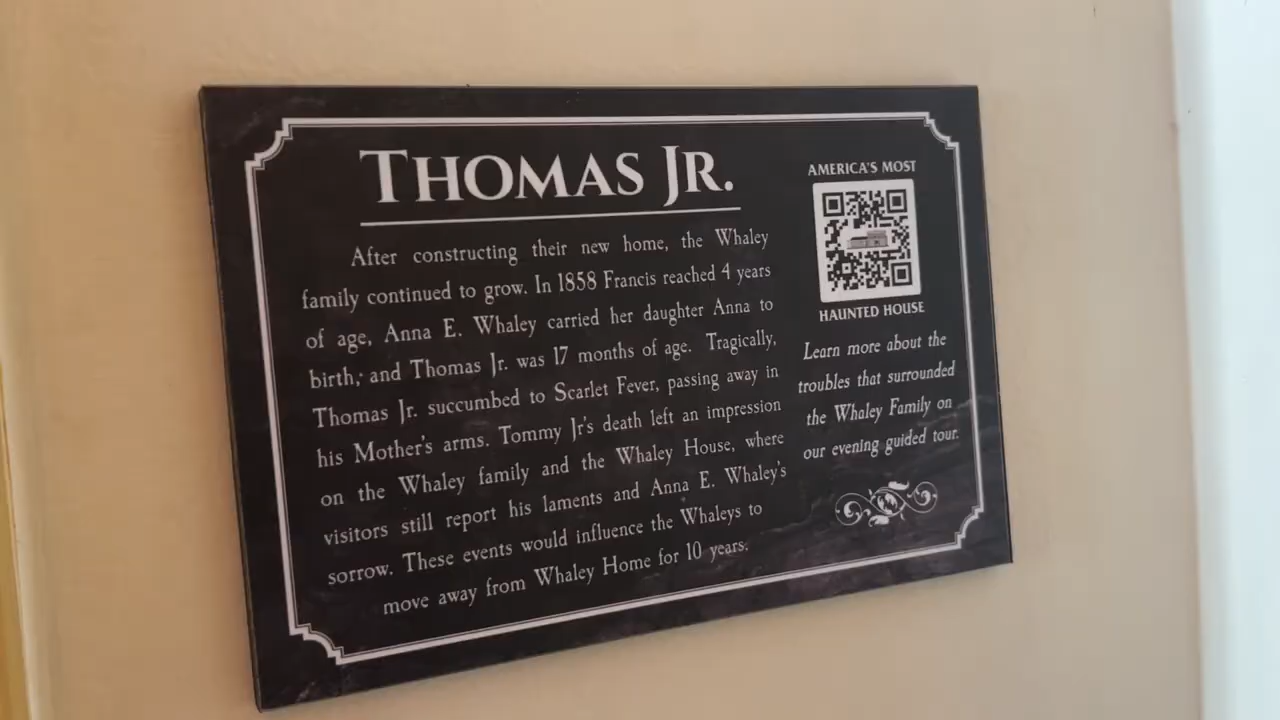 THOMAS JR.
After constructing their new home, the Whaley
family continued to grow. In 1858 Francis reached 4 years
of age, Anna E. Whaley carried her daughter Anna to
birth, and Thomas Jr. was 17 months of age. Tragically,
Thomas Jr. succumbed to Scarlet Fever, passing away in
his Mother's arms. Tommy Jr's death left an impression
on the Whaley family and the Whaley House, where
visitors still report his laments and Anna E. Whaley's
sorrow. These events would influence the Whaleys to
move away from Whaley Home for 10 years.
AMERICA'S MOST
HAUNTED HOUSE
Learn more about the
troubles that surrounded
the Whaley Family on
our evening guided tour.